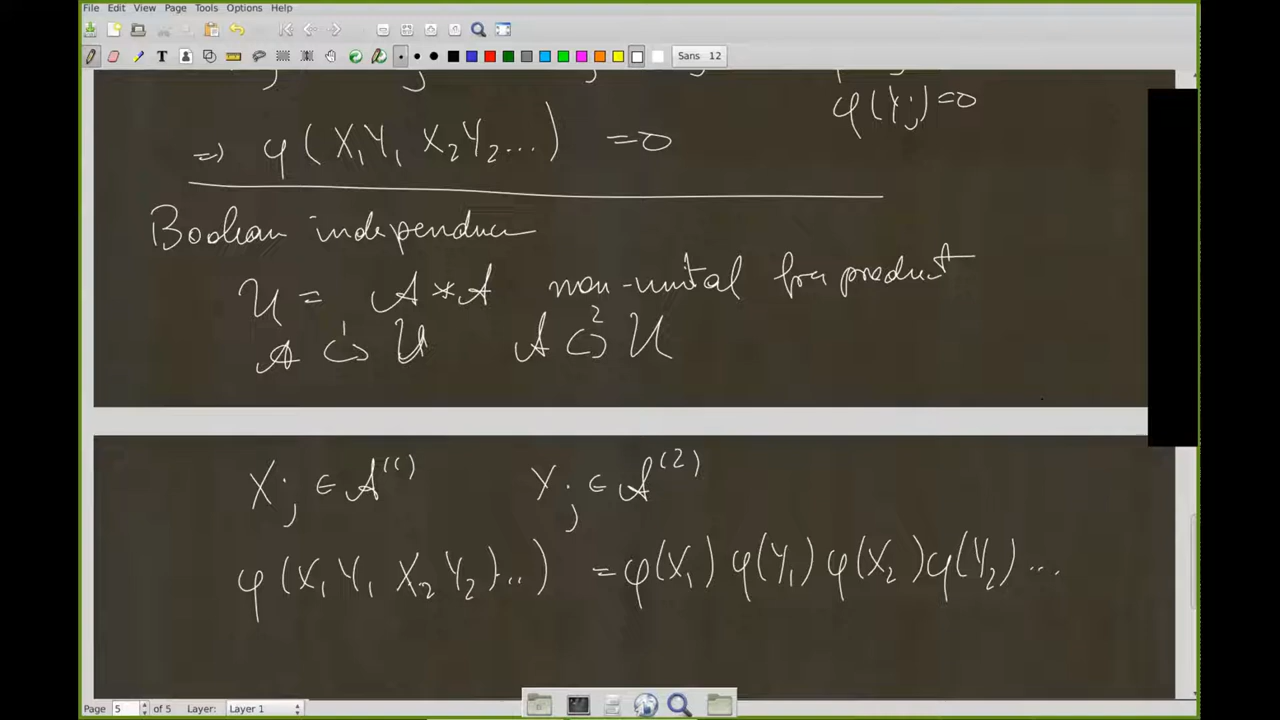 File Edit View Page Tools Options Help
Sans 12
φ(Y_j)=0
⇒ φ(X_1Y_1 X_2Y_2...) =0
Boolean independence
U = A * A non-unital free product
A ↪^1 U A ↪^2 U
X_j ∈ A^(1) Y_j ∈ A^(2)
φ(X_1Y_1 X_2Y_2...) = φ(X_1) φ(Y_1) φ(X_2) φ(Y_2) ...
Page 5 of 5 Layer: Layer 1